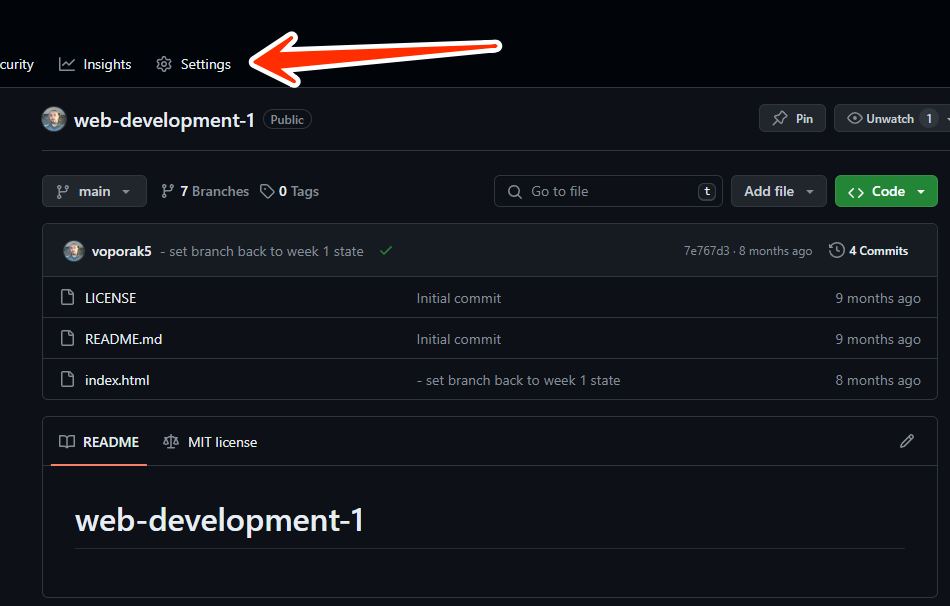 curity Insights Settings
web-development-1 Public Pin Unwatch 1
main 7 Branches 0 Tags Go to file t Add file Code
voporak5 - set branch back to week 1 state 7e767d3 · 8 months ago 4 Commits
LICENSE Initial commit 9 months ago
README.md Initial commit 9 months ago
index.html - set branch back to week 1 state 8 months ago
README MIT license
web-development-1